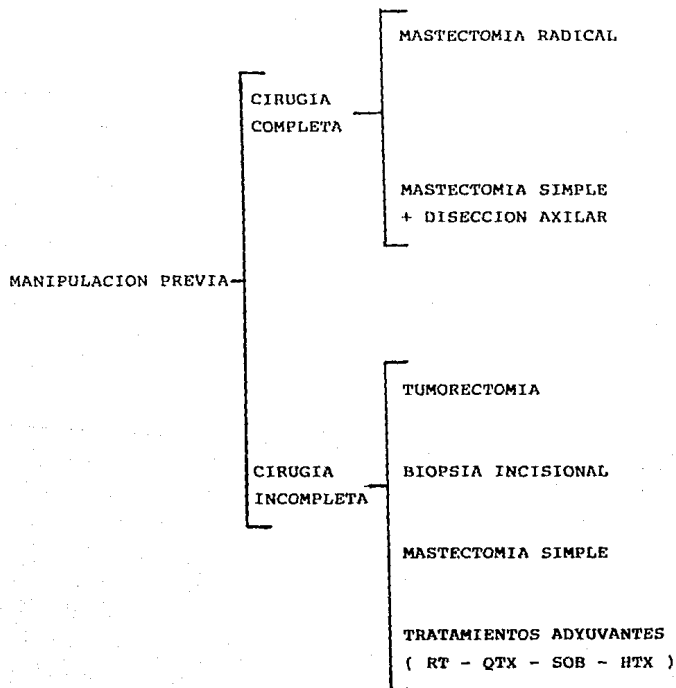 MASTECTOMIA RADICAL
CIRUGIA
COMPLETA
MASTECTOMIA SIMPLE
+ DISECCION AXILAR
MANIPULACION PREVIA
TUMORECTOMIA
CIRUGIA
INCOMPLETA
BIOPSIA INCISIONAL
MASTECTOMIA SIMPLE
TRATAMIENTOS ADYUVANTES
( RT - QTX - SOB - HTX )